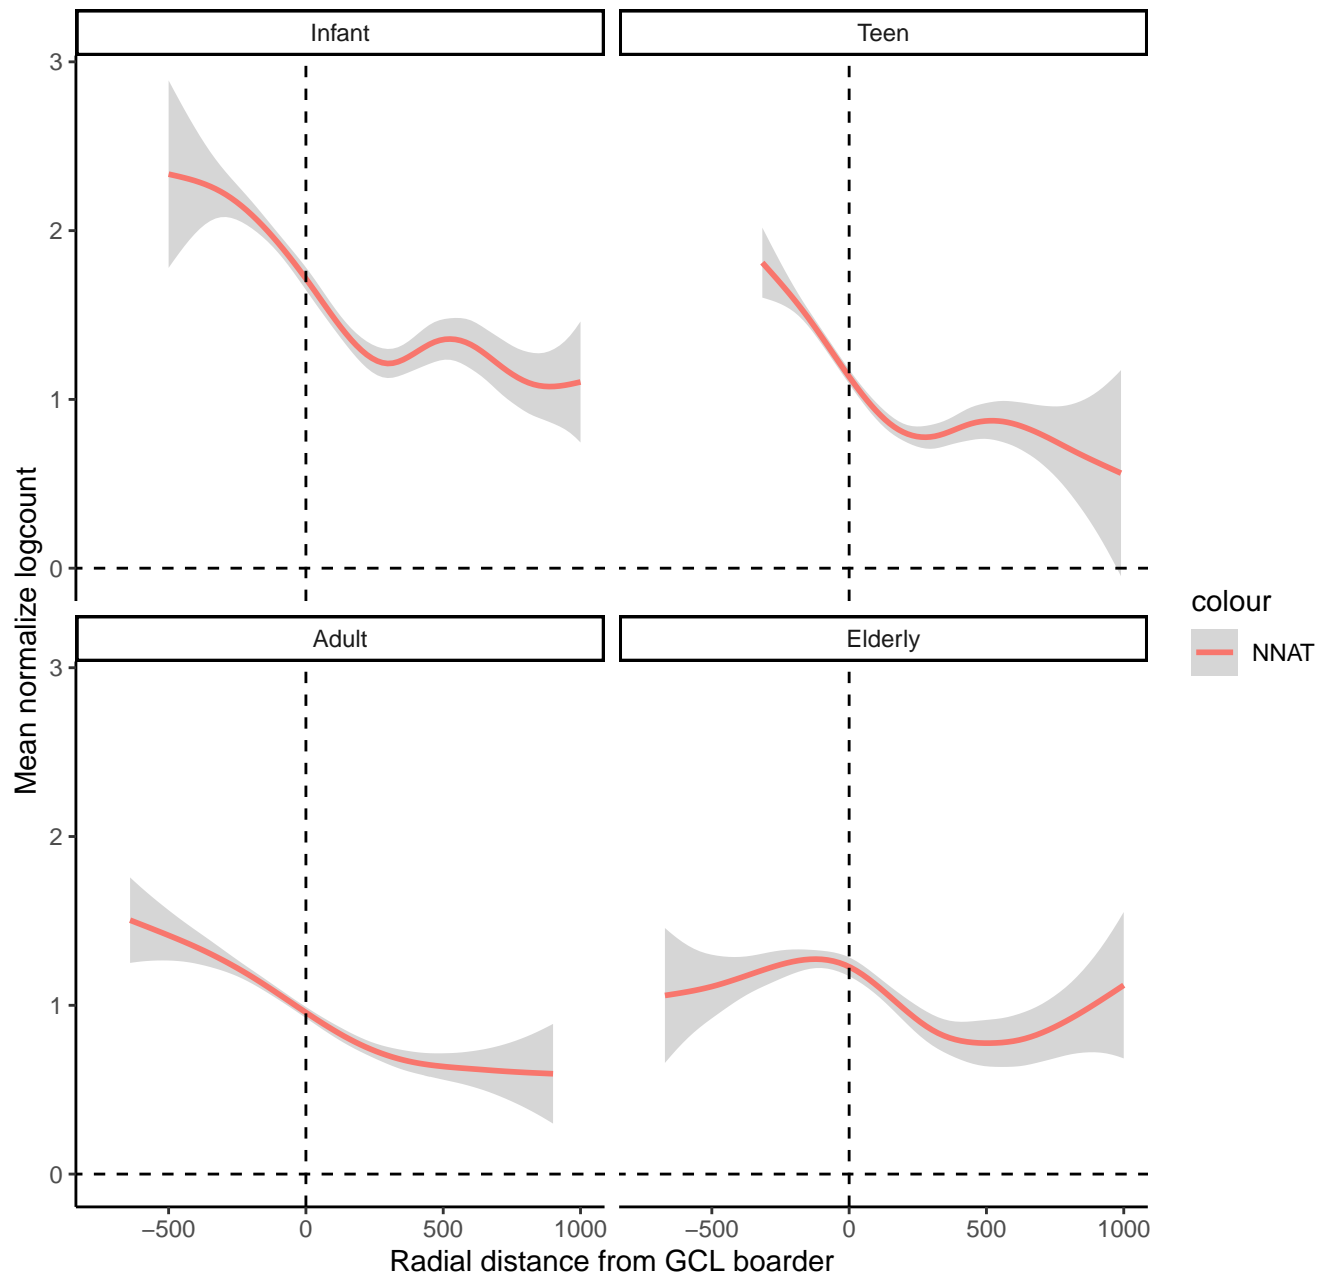 Infant
Teen
3
2
1
0
Mean normalize logcount
Adult
Elderly
3
2
1
0
−500
0
500
1000
−500
0
500
1000
Radial distance from GCL boarder
colour
NNAT